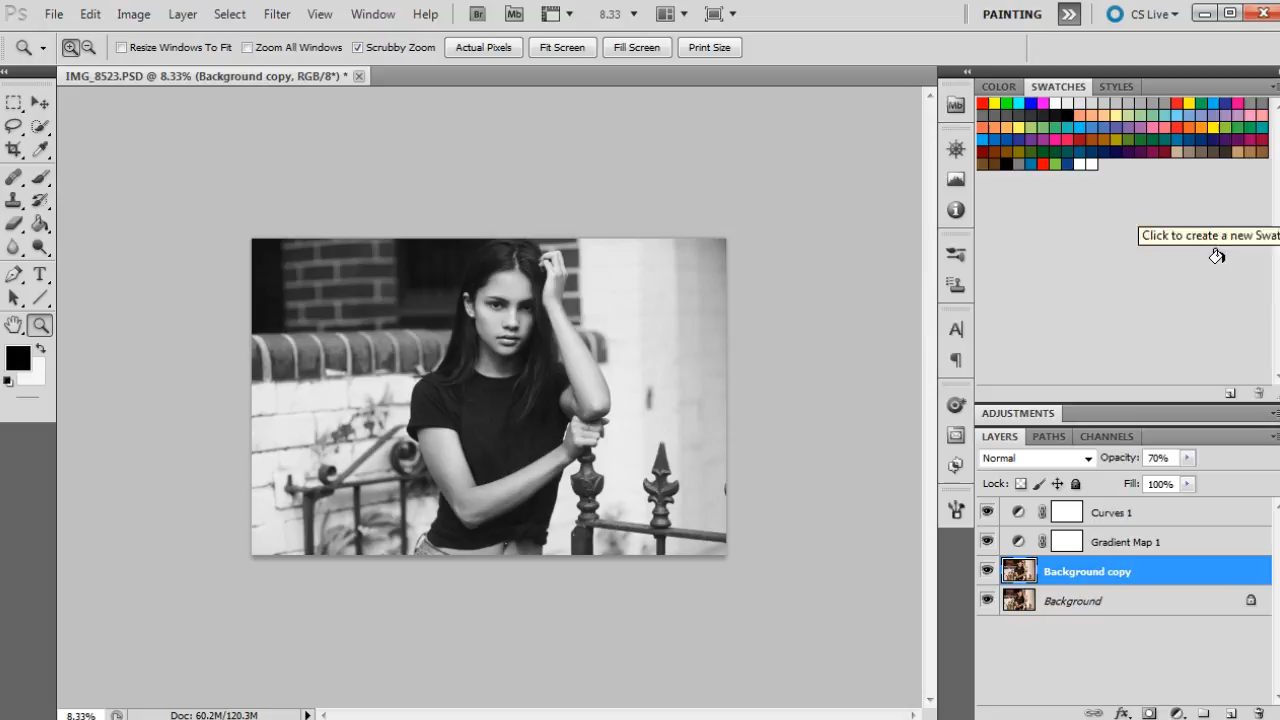 Ps File Edit Image Layer Select Filter View Window Help Br Mb 8.33 PAINTING CS Live
Resize Windows To Fit Zoom All Windows Scrubby Zoom Actual Pixels Fit Screen Fill Screen Print Size
IMG_8523.PSD @ 8.33% (Background copy, RGB/8*) *
Mb
COLOR SWATCHES STYLES
Click to create a new Swat
ADJUSTMENTS
LAYERS PATHS CHANNELS
Normal Opacity: 70%
Lock: Fill: 100%
Curves 1
Gradient Map 1
Background copy
Background
8.33% Doc: 60.2M/120.3M